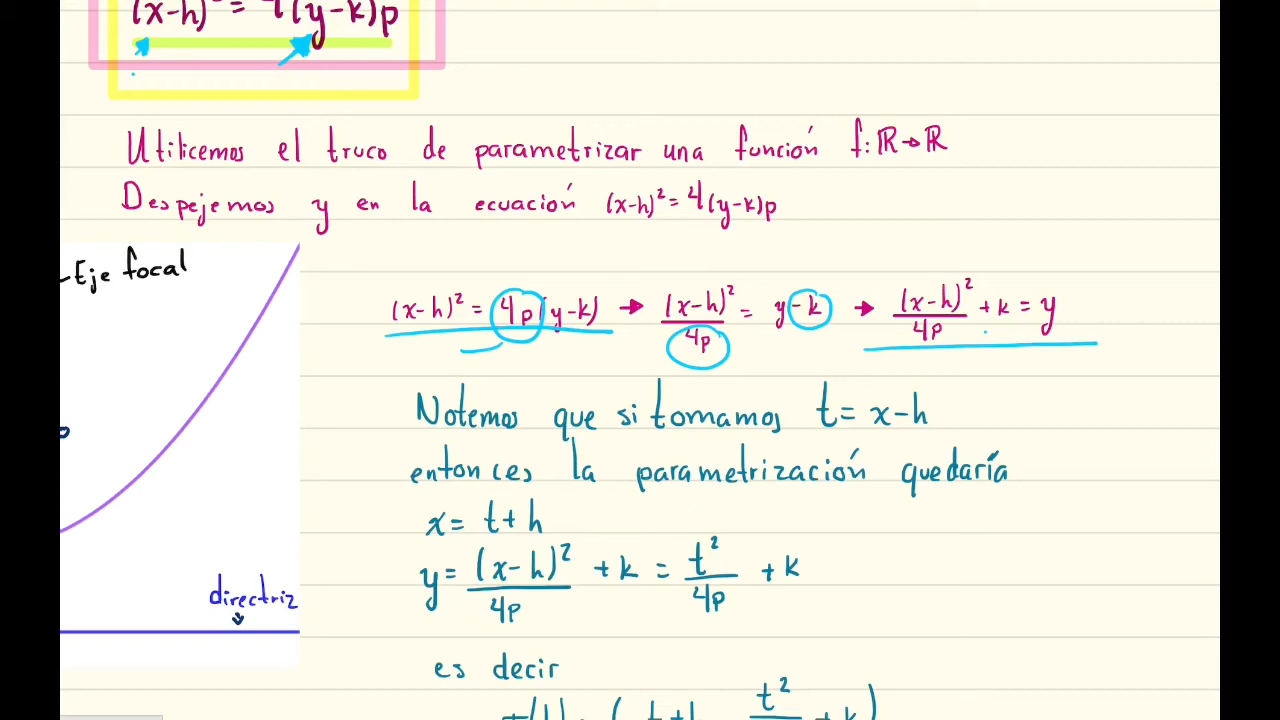 (x-h)² = 4(y-k)p
Utilicemos el truco de parametrizar una función f: ℝ→ℝ
Despejemos y en la ecuación (x-h)²=4(y-k)p
Eje focal
(x-h)² = 4p(y-k) → (x-h)²/4p = y-k → (x-h)²/4p + k = y
Notemos que si tomamos t = x-h
entonces la parametrización quedaría
x = t+h
y = (x-h)²/4p + k = t²/4p + k
directriz
es decir
t+h t² + k)